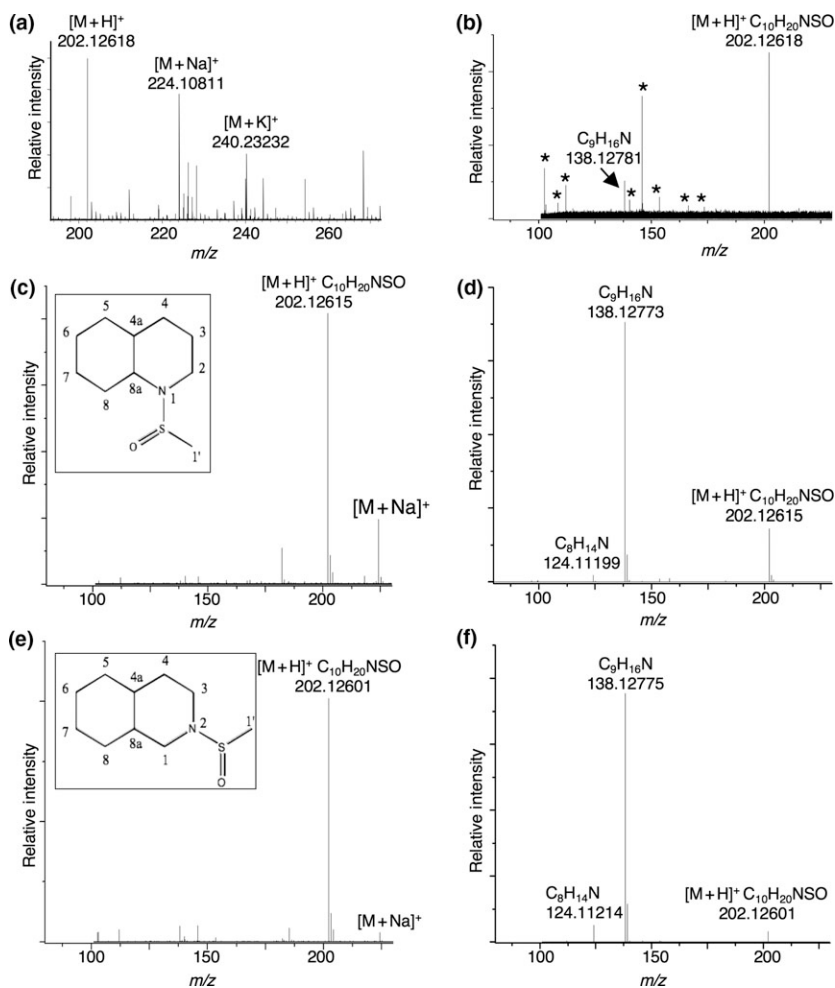 (a)
[M+H]⁺
202.12618
[M+Na]⁺
224.10811
[M+K]⁺
240.23232
Relative intensity
200 220 240 260
m/z
(b)
[M+H]⁺ C₁₀H₂₀NSO
202.12618
C₉H₁₆N
138.12781
* * * * * * * *
Relative intensity
100 150 200
m/z
(c)
[M+H]⁺ C₁₀H₂₀NSO
202.12615
5 4
4a
6 3
7 2
8a N 1
8
S
O 1'
[M+Na]⁺
Relative intensity
100 150 200
m/z
(d)
C₉H₁₆N
138.12773
[M+H]⁺ C₁₀H₂₀NSO
202.12615
C₈H₁₄N
124.11199
Relative intensity
100 150 200
m/z
(e)
[M+H]⁺ C₁₀H₂₀NSO
202.12601
5 4
4a
6 3
7 N 2 1'
8a
8 1 S
O
[M+Na]⁺
Relative intensity
100 150 200
m/z
(f)
C₉H₁₆N
138.12775
C₈H₁₄N
124.11214
[M+H]⁺ C₁₀H₂₀NSO
202.12601
Relative intensity
100 150 200
m/z